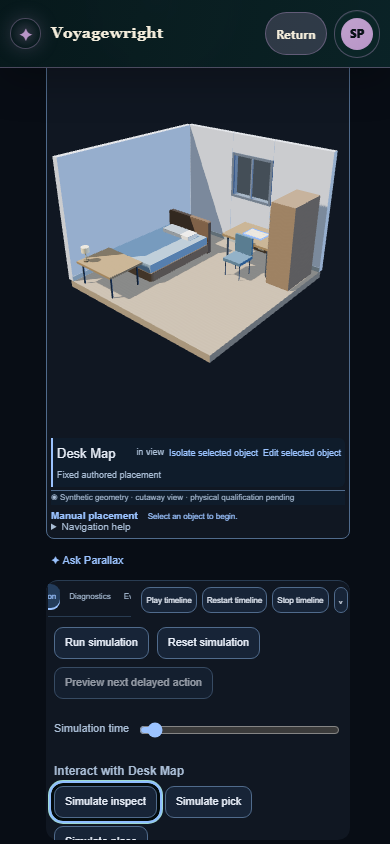 Voyagewright
Return
SP
Desk Map
in view
Isolate selected object
Edit selected object
Fixed authored placement
Synthetic geometry · cutaway view · physical qualification pending
Manual placement
Select an object to begin.
Navigation help
Ask Parallax
on
Diagnostics
Play timeline
Restart timeline
Stop timeline
Run simulation
Reset simulation
Preview next delayed action
Simulation time
Interact with Desk Map
Simulate inspect
Simulate pick
Simulate place